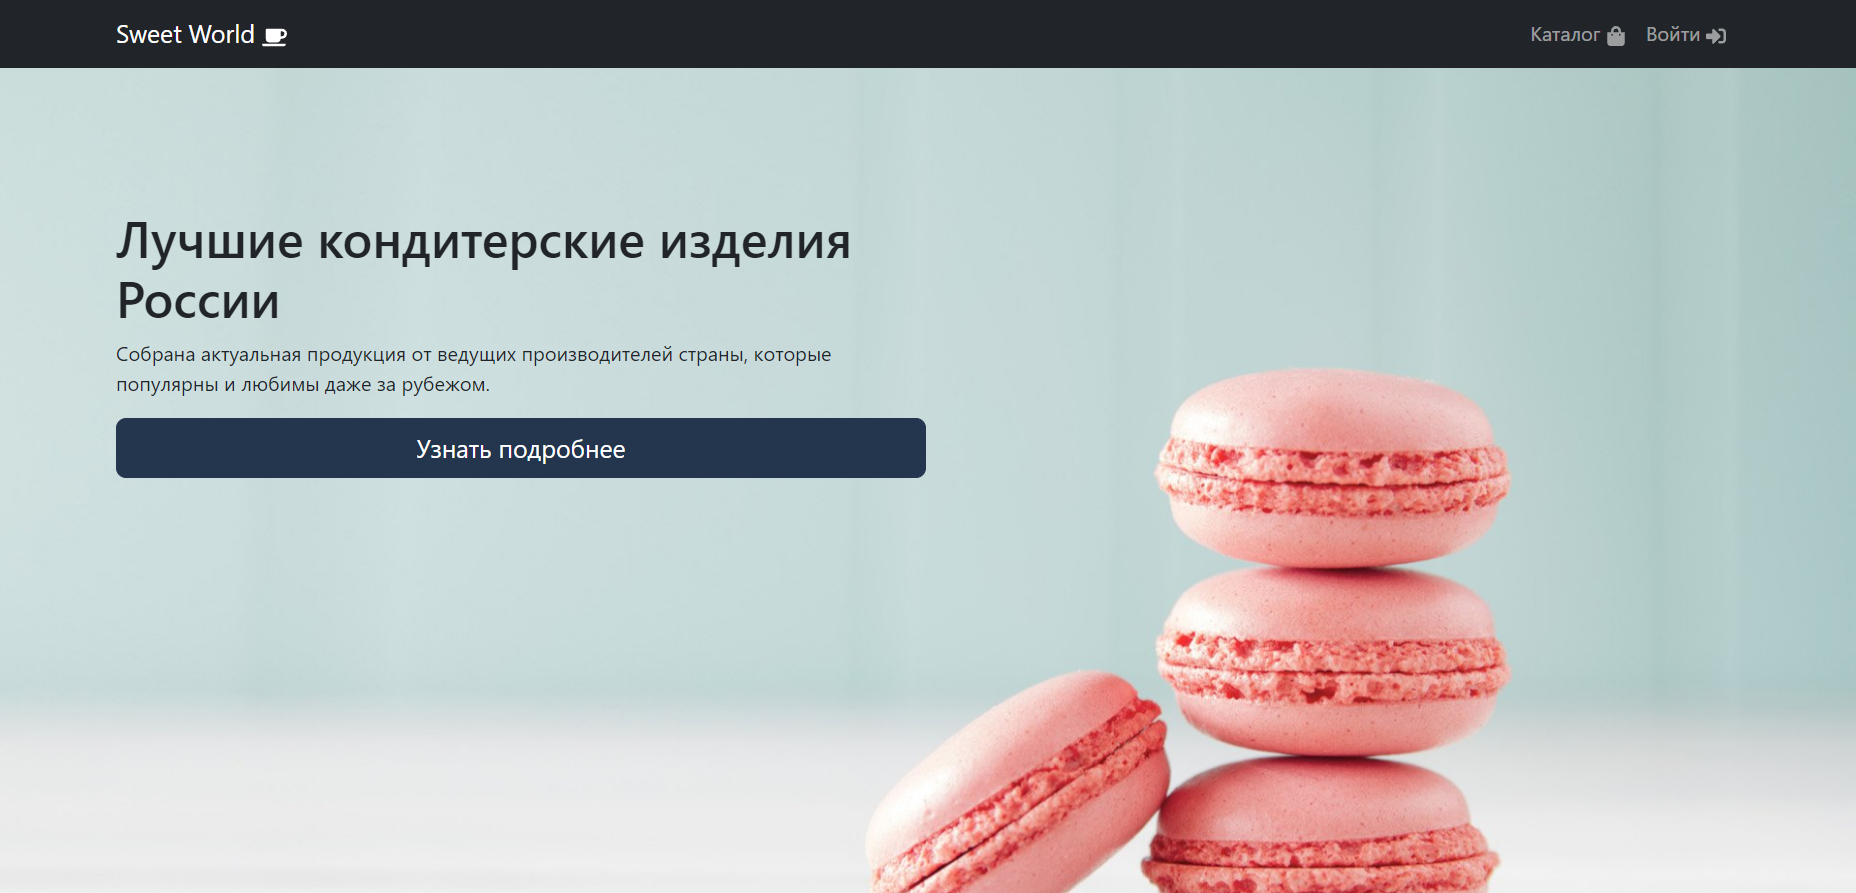 Sweet World
Каталог
Войти
Лучшие кондитерские изделия
России
Собрана актуальная продукция от ведущих производителей страны, которые
популярны и любимы даже за рубежом.
Узнать подробнее